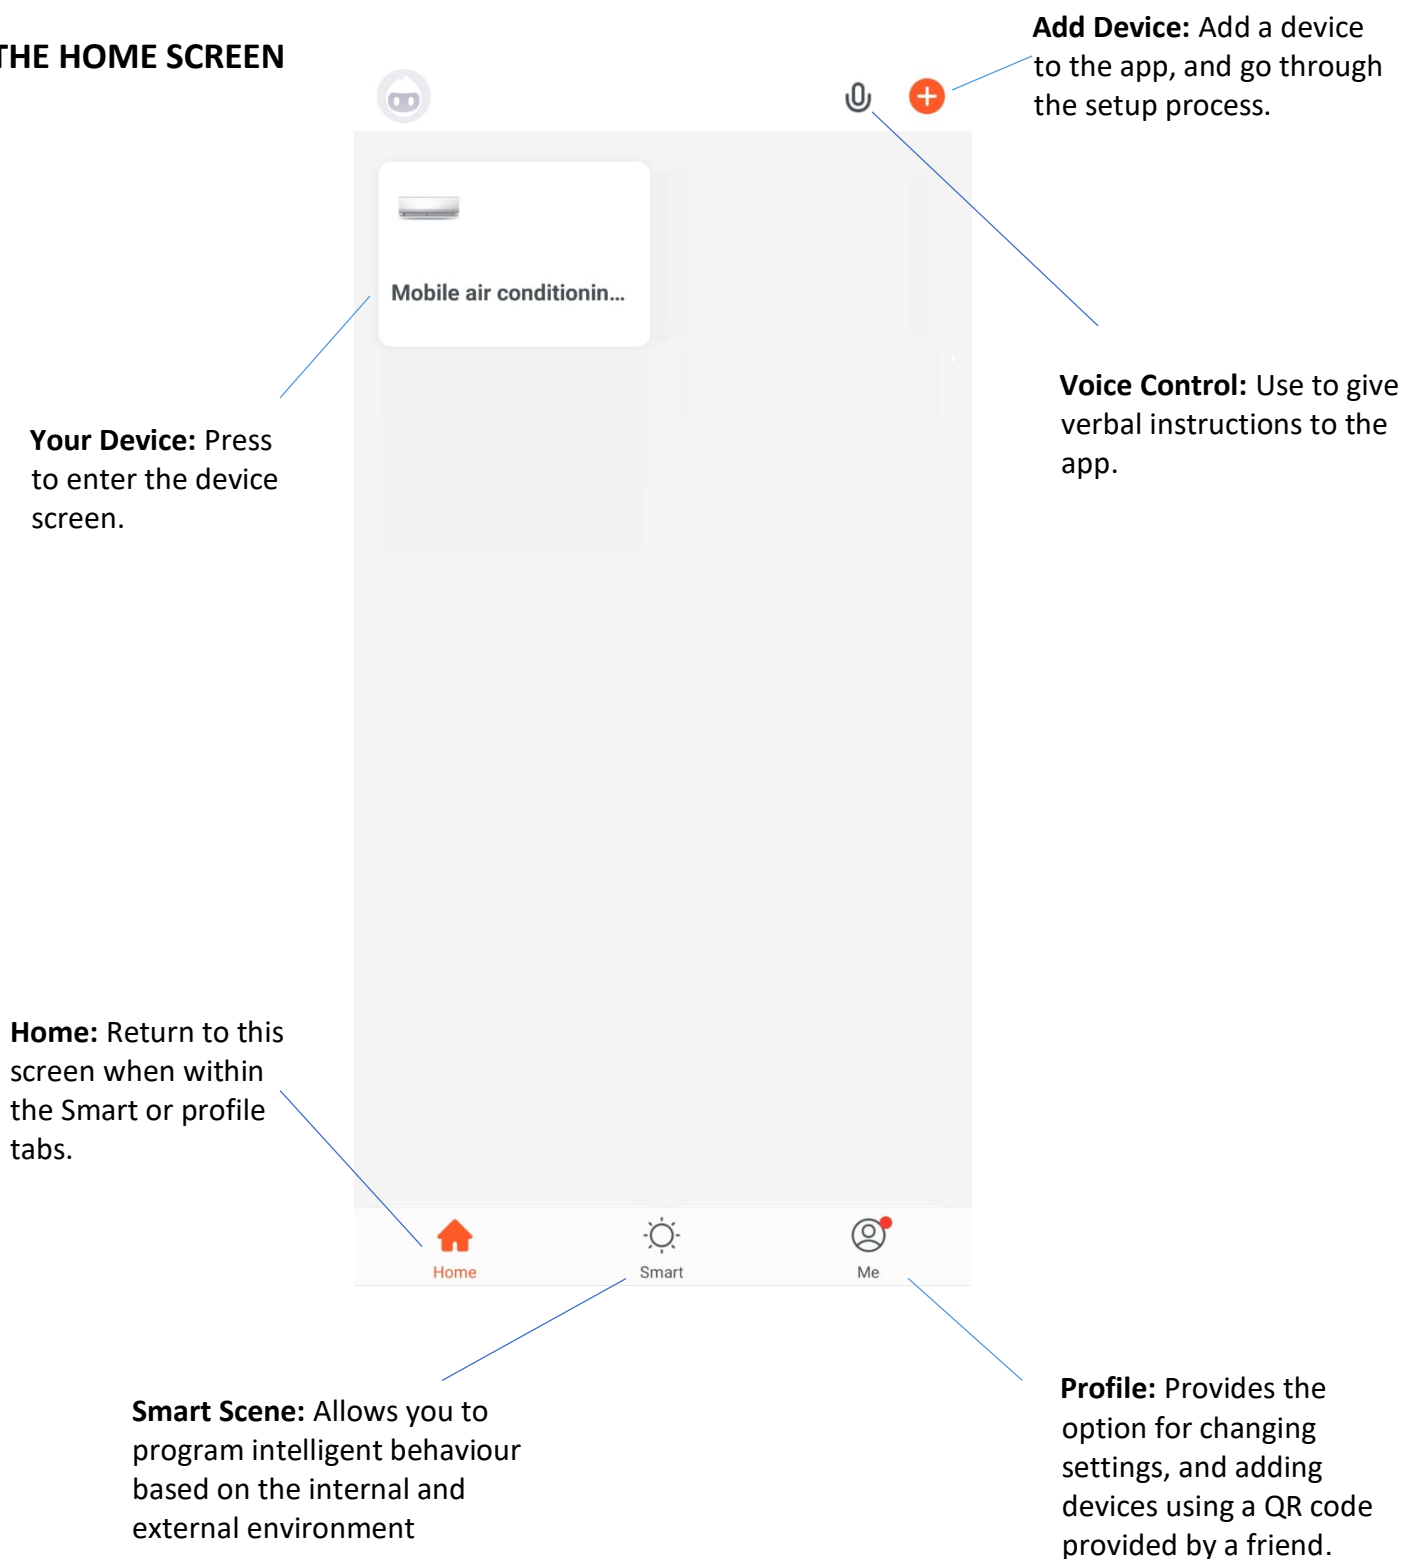 THE HOME SCREEN
Add Device: Add a device
to the app, and go through
the setup process.
Mobile air conditionin...
Voice Control: Use to give
verbal instructions to the
app.
Your Device: Press
to enter the device
screen.
Home: Return to this
screen when within
the Smart or profile
tabs.
Home
Smart
Me
Smart Scene: Allows you to
program intelligent behaviour
based on the internal and
external environment
Profile: Provides the
option for changing
settings, and adding
devices using a QR code
provided by a friend.